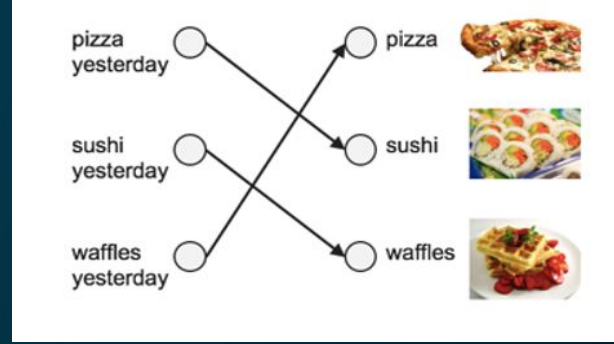 pizza
yesterday
pizza
sushi
yesterday
sushi
waffles
yesterday
waffles